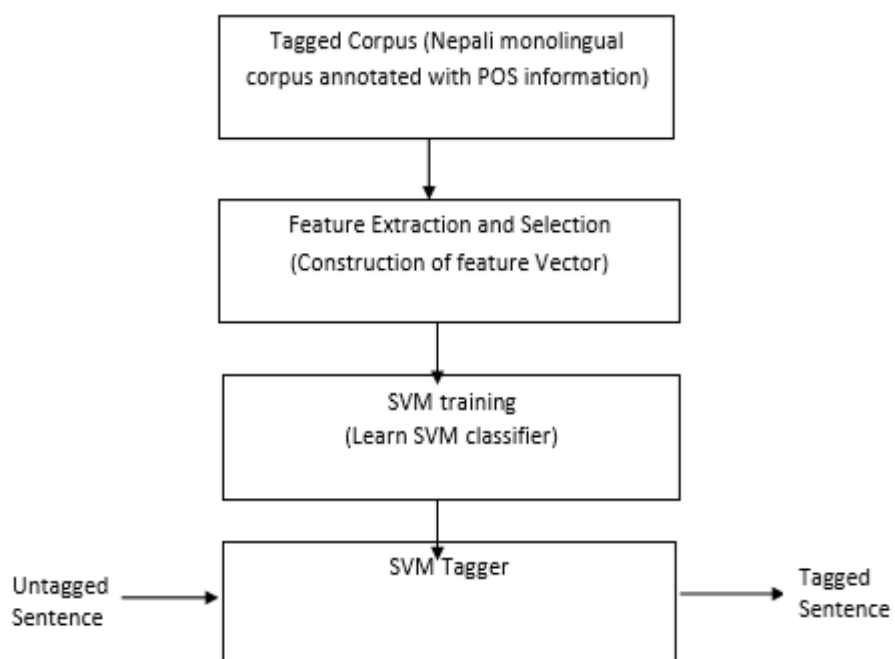 Tagged Corpus (Nepali monolingual
corpus annotated with POS information)
Feature Extraction and Selection
(Construction of feature Vector)
SVM training
(Learn SVM classifier)
SVM Tagger
Untagged
Sentence
Tagged
Sentence